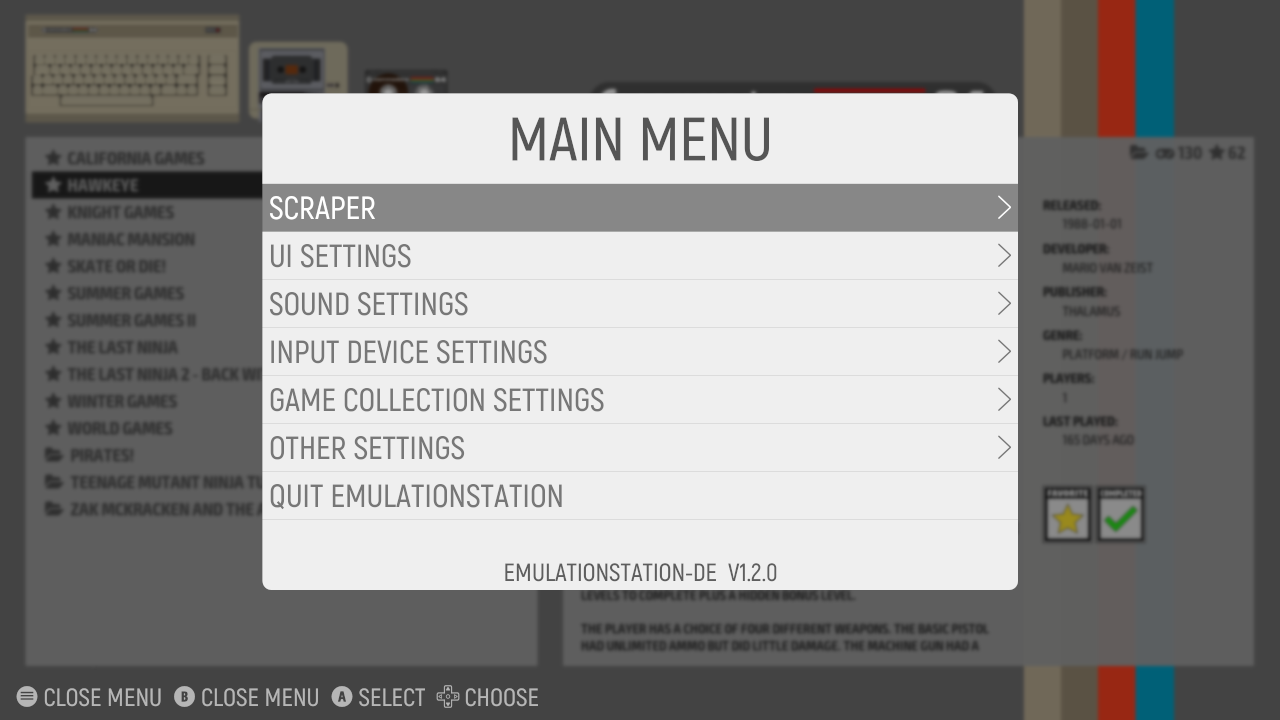 MAIN MENU
SCRAPER
UI SETTINGS
SOUND SETTINGS
INPUT DEVICE SETTINGS
GAME COLLECTION SETTINGS
OTHER SETTINGS
QUIT EMULATIONSTATION
EMULATIONSTATION-DE V1.2.0
CALIFORNIA GAMES
HAWKEYE
KNIGHT GAMES
MANIAC MANSION
SKATE OR DIE!
SUMMER GAMES
SUMMER GAMES II
THE LAST NINJA
THE LAST NINJA 2 - BACK
WINTER GAMES
WORLD GAMES
PIRATES!
TEENAGE MUTANT NINJA
ZAK MCKRACKEN AND THE
130 62
RELEASED:
1988-01-01
DEVELOPER:
MARIO VAN ZEIST
PUBLISHER:
THALAMUS
GENRE:
PLATFORM / RUN JUMP
PLAYERS:
1
LAST PLAYED:
165 DAYS AGO
FAVORITE COMPLETED
LEVELS TO COMPLETE PLUS A HIDDEN BONUS LEVEL.
THE PLAYER HAS A CHOICE OF FOUR DIFFERENT WEAPONS. THE BASIC PISTOL
HAD UNLIMITED AMMO BUT DID LITTLE DAMAGE. THE MACHINE GUN HAD A
CLOSE MENU B CLOSE MENU A SELECT CHOOSE